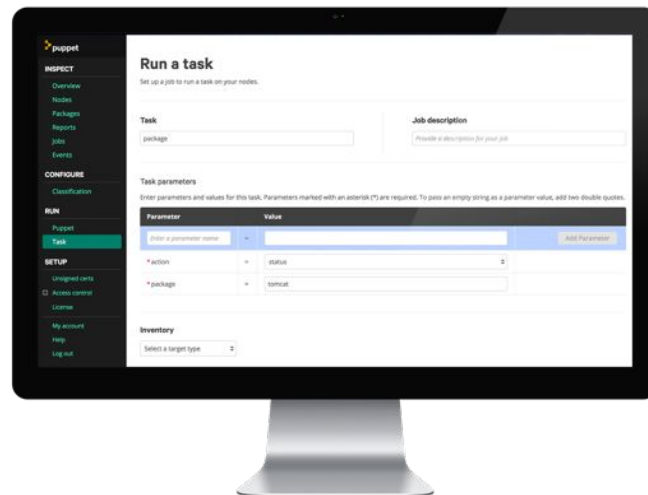 puppet
INSPECT
Overview
Nodes
Packages
Reports
Jobs
Events
CONFIGURE
Classification
RUN
Puppet
Task
SETUP
Unsigned certs
Access control
License
My account
Help
Log out
Run a task
Set up a job to run a task on your nodes.
Task
package
Job description
Provide a description for your job
Task parameters
Enter parameters and values for this task. Parameters marked with an asterisk (*) are required. To pass an empty string as a parameter value, add two double quotes.
Parameter Value
Enter a parameter name = Add Parameter
*action = status
*package = tomcat
Inventory
Select a target type